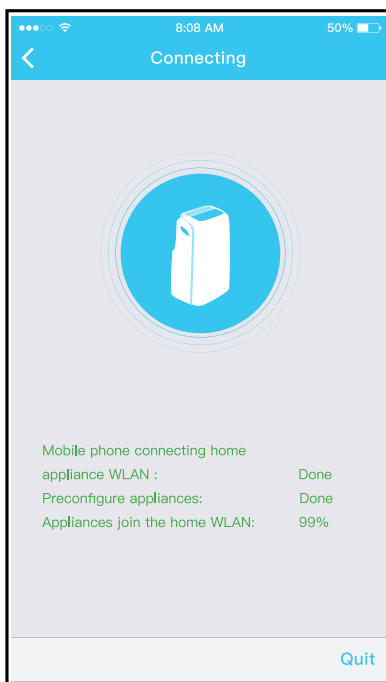 8:08 AM 50%
Connecting
Mobile phone connecting home
appliance WLAN : Done
Preconfigure appliances: Done
Appliances join the home WLAN: 99%
Quit